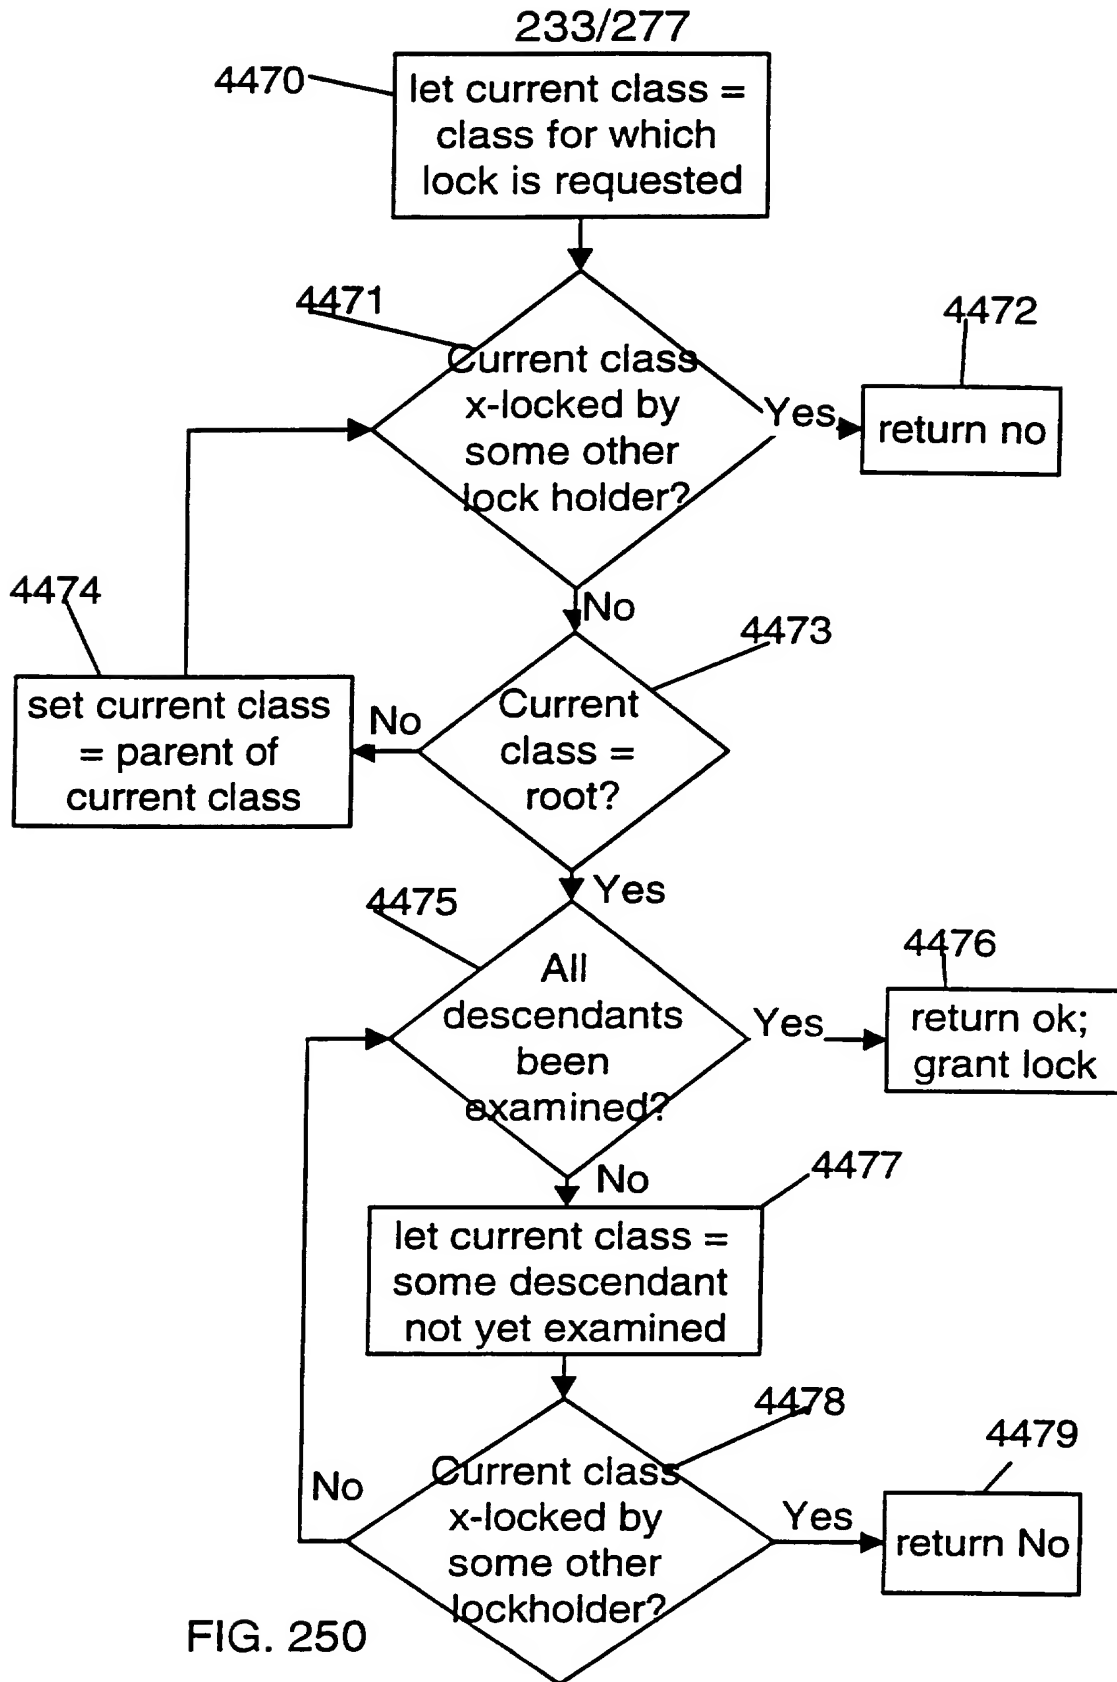 233/277
4470
let current class =
class for which
lock is requested
4471
Current class
x-locked by
some other
lock holder?
Yes
4472
return no
No
4474
set current class
= parent of
current class
No
4473
Current
class =
root?
Yes
4475
All
descendants
been
examined?
Yes
4476
return ok;
grant lock
No
4477
let current class =
some descendant
not yet examined
4478
Current class
x-locked by
some other
lockholder?
No
Yes
4479
return No
FIG. 250